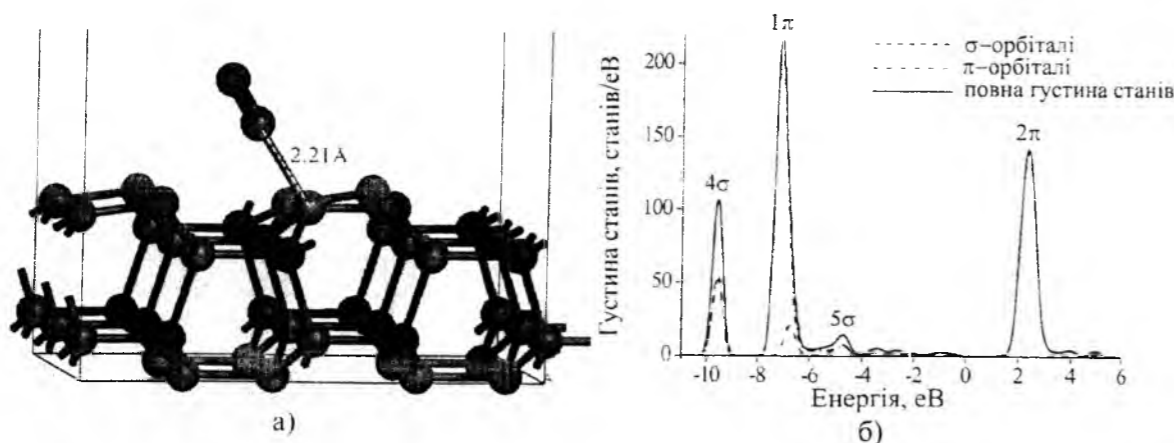 2.21Å
а)
Густина станів, станів/еВ
200
150
100
50
0
4σ
1π
5σ
2π
σ–орбіталі
π–орбіталі
повна густина станів
-10 -8 -6 -4 -2 0 2 4 6
Енергія, еВ
б)